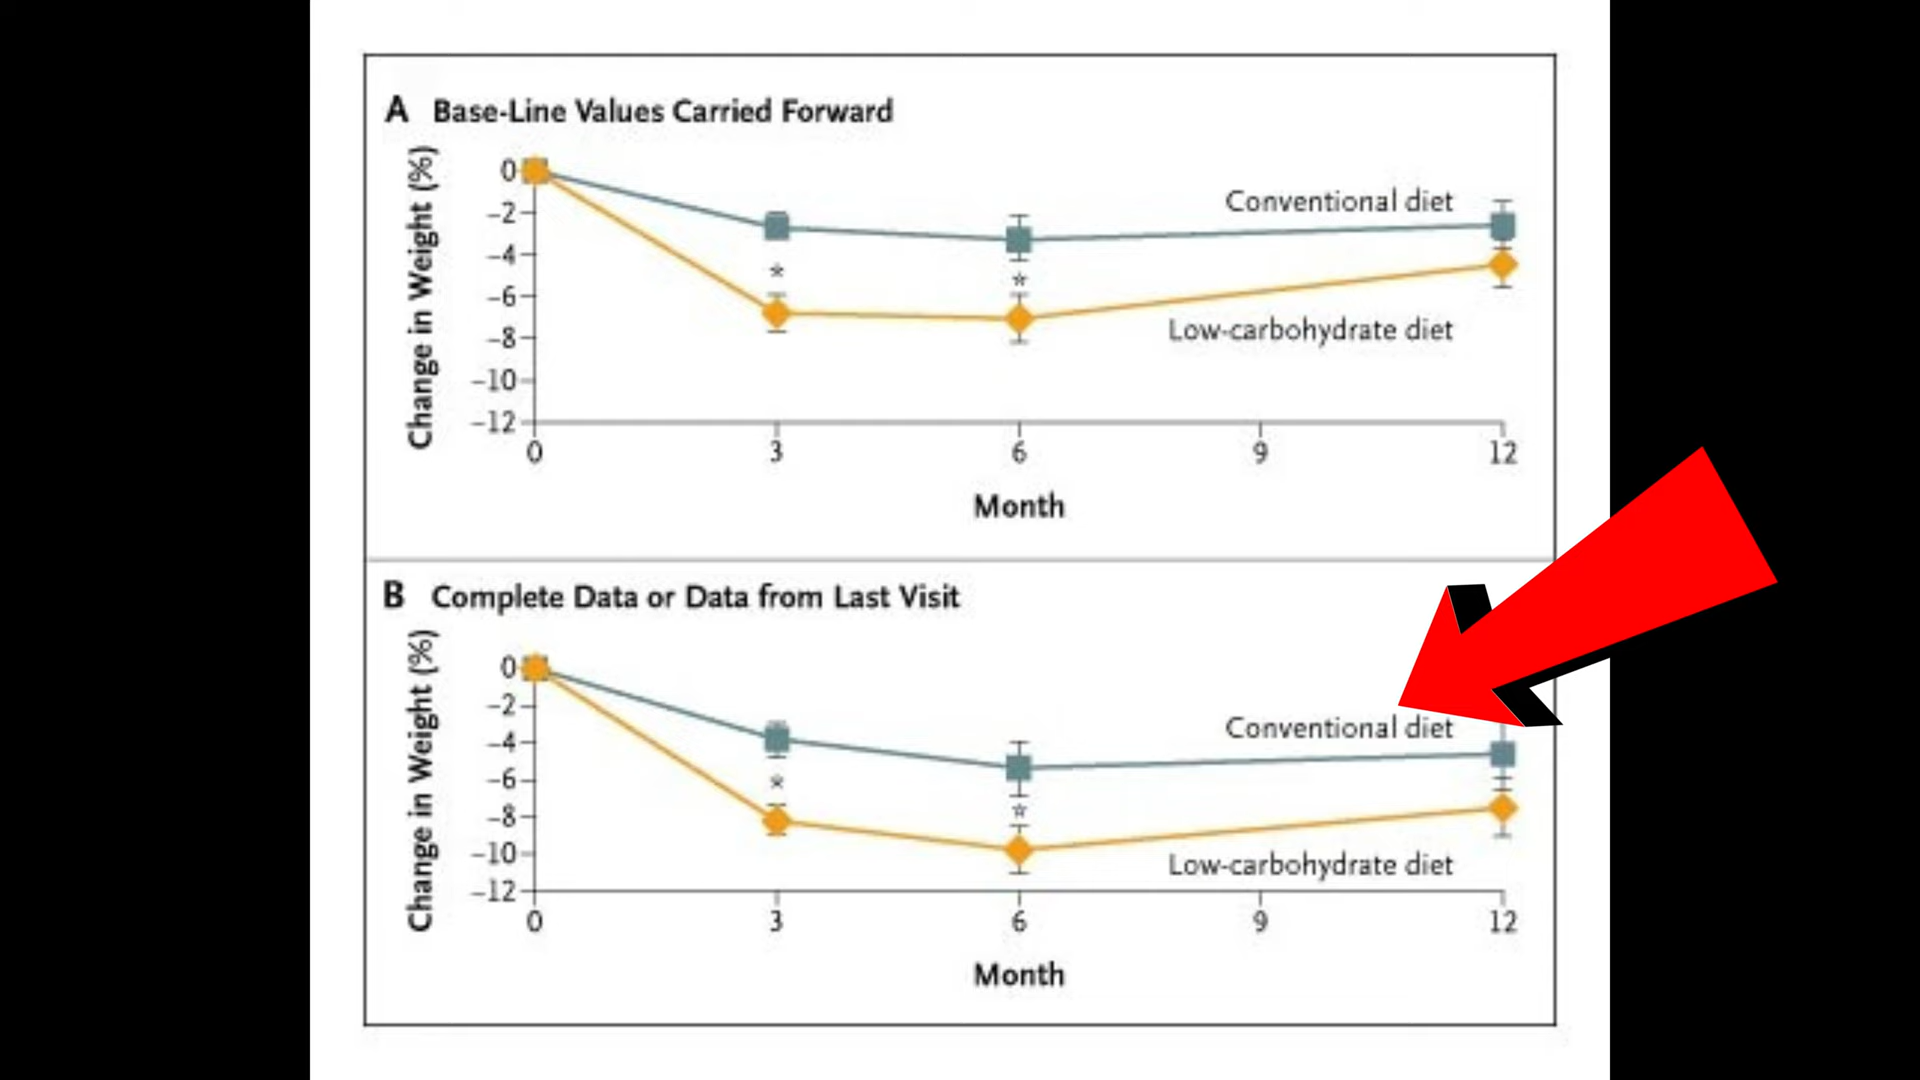 A Base-Line Values Carried Forward
Change in Weight (%)
0
−2
−4
−6
−8
−10
−12
Conventional diet
*
*
Low-carbohydrate diet
0 3 6 9 12
Month
B Complete Data or Data from Last Visit
Change in Weight (%)
0
−2
−4
−6
−8
−10
−12
Conventional diet
*
*
Low-carbohydrate diet
0 3 6 9 12
Month